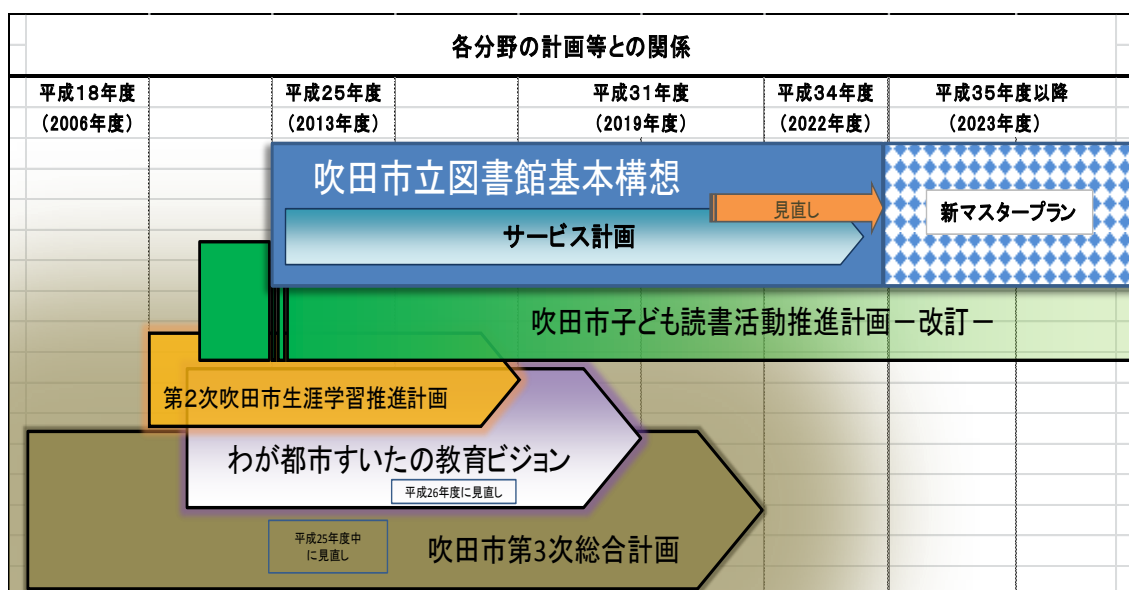 各分野の計画等との関係
平成18年度 平成25年度 平成31年度 平成34年度 平成35年度以降
（2006年度） （2013年度） （2019年度） （2022年度） （2023年度）
吹田市立図書館基本構想
見直し
新マスタープラン
サービス計画
吹田市子ども読書活動推進計画－改訂－
第2次吹田市生涯学習推進計画
わが都市すいたの教育ビジョン
平成26年度に見直し
平成25年度中
に見直し
吹田市第3次総合計画